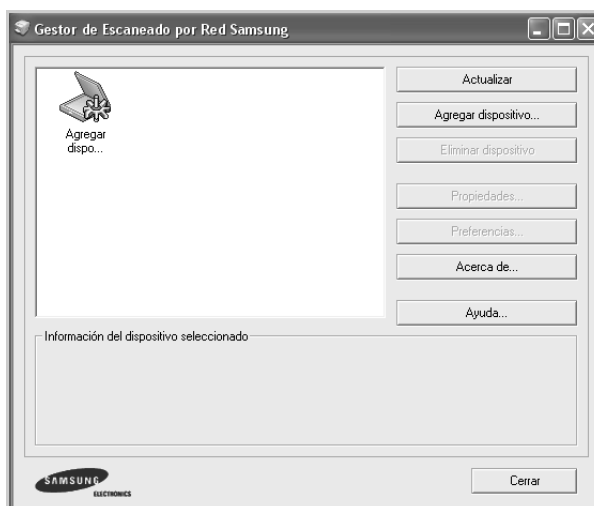 Gestor de Escaneado por Red Samsung
Agregar
dispo...
Actualizar
Agregar dispositivo...
Eliminar dispositivo
Propiedades...
Preferencias...
Acerca de...
Ayuda...
Información del dispositivo seleccionado
SAMSUNG
ELECTRONICS
Cerrar